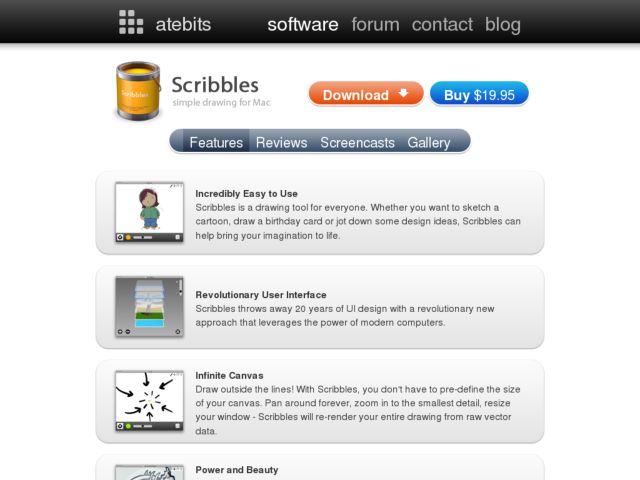 atebits software forum contact blog
Scribbles
Scribbles
simple drawing for Mac
Download
Buy $19.95
Features Reviews Screencasts Gallery
Incredibly Easy to Use
Scribbles is a drawing tool for everyone. Whether you want to sketch a
cartoon, draw a birthday card or jot down some design ideas, Scribbles can
help bring your imagination to life.
Revolutionary User Interface
Scribbles throws away 20 years of UI design with a revolutionary new
approach that leverages the power of modern computers.
Infinite Canvas
Draw outside the lines! With Scribbles, you don't have to pre-define the size
of your canvas. Pan around forever, zoom in to the smallest detail, resize
your window - Scribbles will re-render your entire drawing from raw vector
data.
Power and Beauty